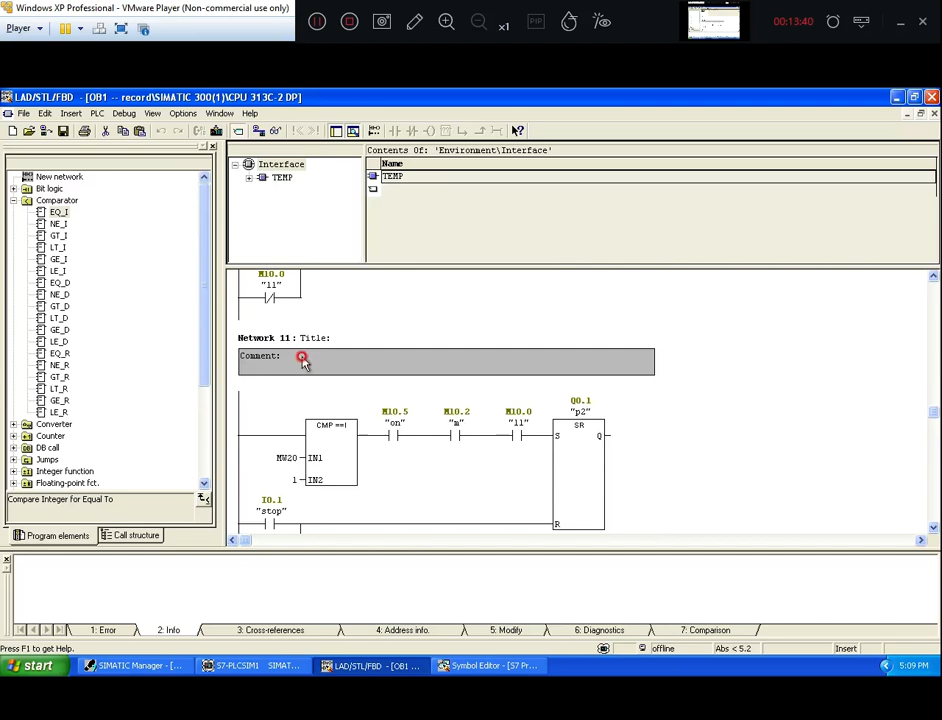 Windows XP Professional - VMware Player (Non-commercial use only)
Player
x1
PIP
00:13:40
LAD/STL/FBD - [OB1 -- record\SIMATIC 300(1)\CPU 313C-2 DP]
File Edit Insert PLC Debug View Options Window Help
Contents Of: 'Environment\Interface'
Interface
TEMP
Name
TEMP
New network
Bit logic
Comparator
EQ_I
NE_I
GT_I
LT_I
GE_I
LE_I
EQ_D
NE_D
GT_D
LT_D
GE_D
LE_D
EQ_R
NE_R
GT_R
LT_R
GE_R
LE_R
Converter
Counter
DB call
Jumps
Integer function
Floating-point fct.
Compare Integer for Equal To
Program elements
Call structure
M10.0
"ll"
Network 11 : Title:
Comment:
M10.5 M10.2 M10.0 Q0.1
"on" "m" "ll" "p2"
CMP ==I
SR
S Q
MW20 IN1
1 IN2
I0.1
"stop"
R
1: Error 2: Info 3: Cross-references 4: Address info. 5: Modify 6: Diagnostics 7: Comparison
Press F1 to get Help.
offline
Abs < 5.2
Insert
start
SIMATIC Manager - [...
S7-PLCSIM1 SIMAT...
LAD/STL/FBD - [OB1 ...
Symbol Editor - [S7 Pr...
5:09 PM